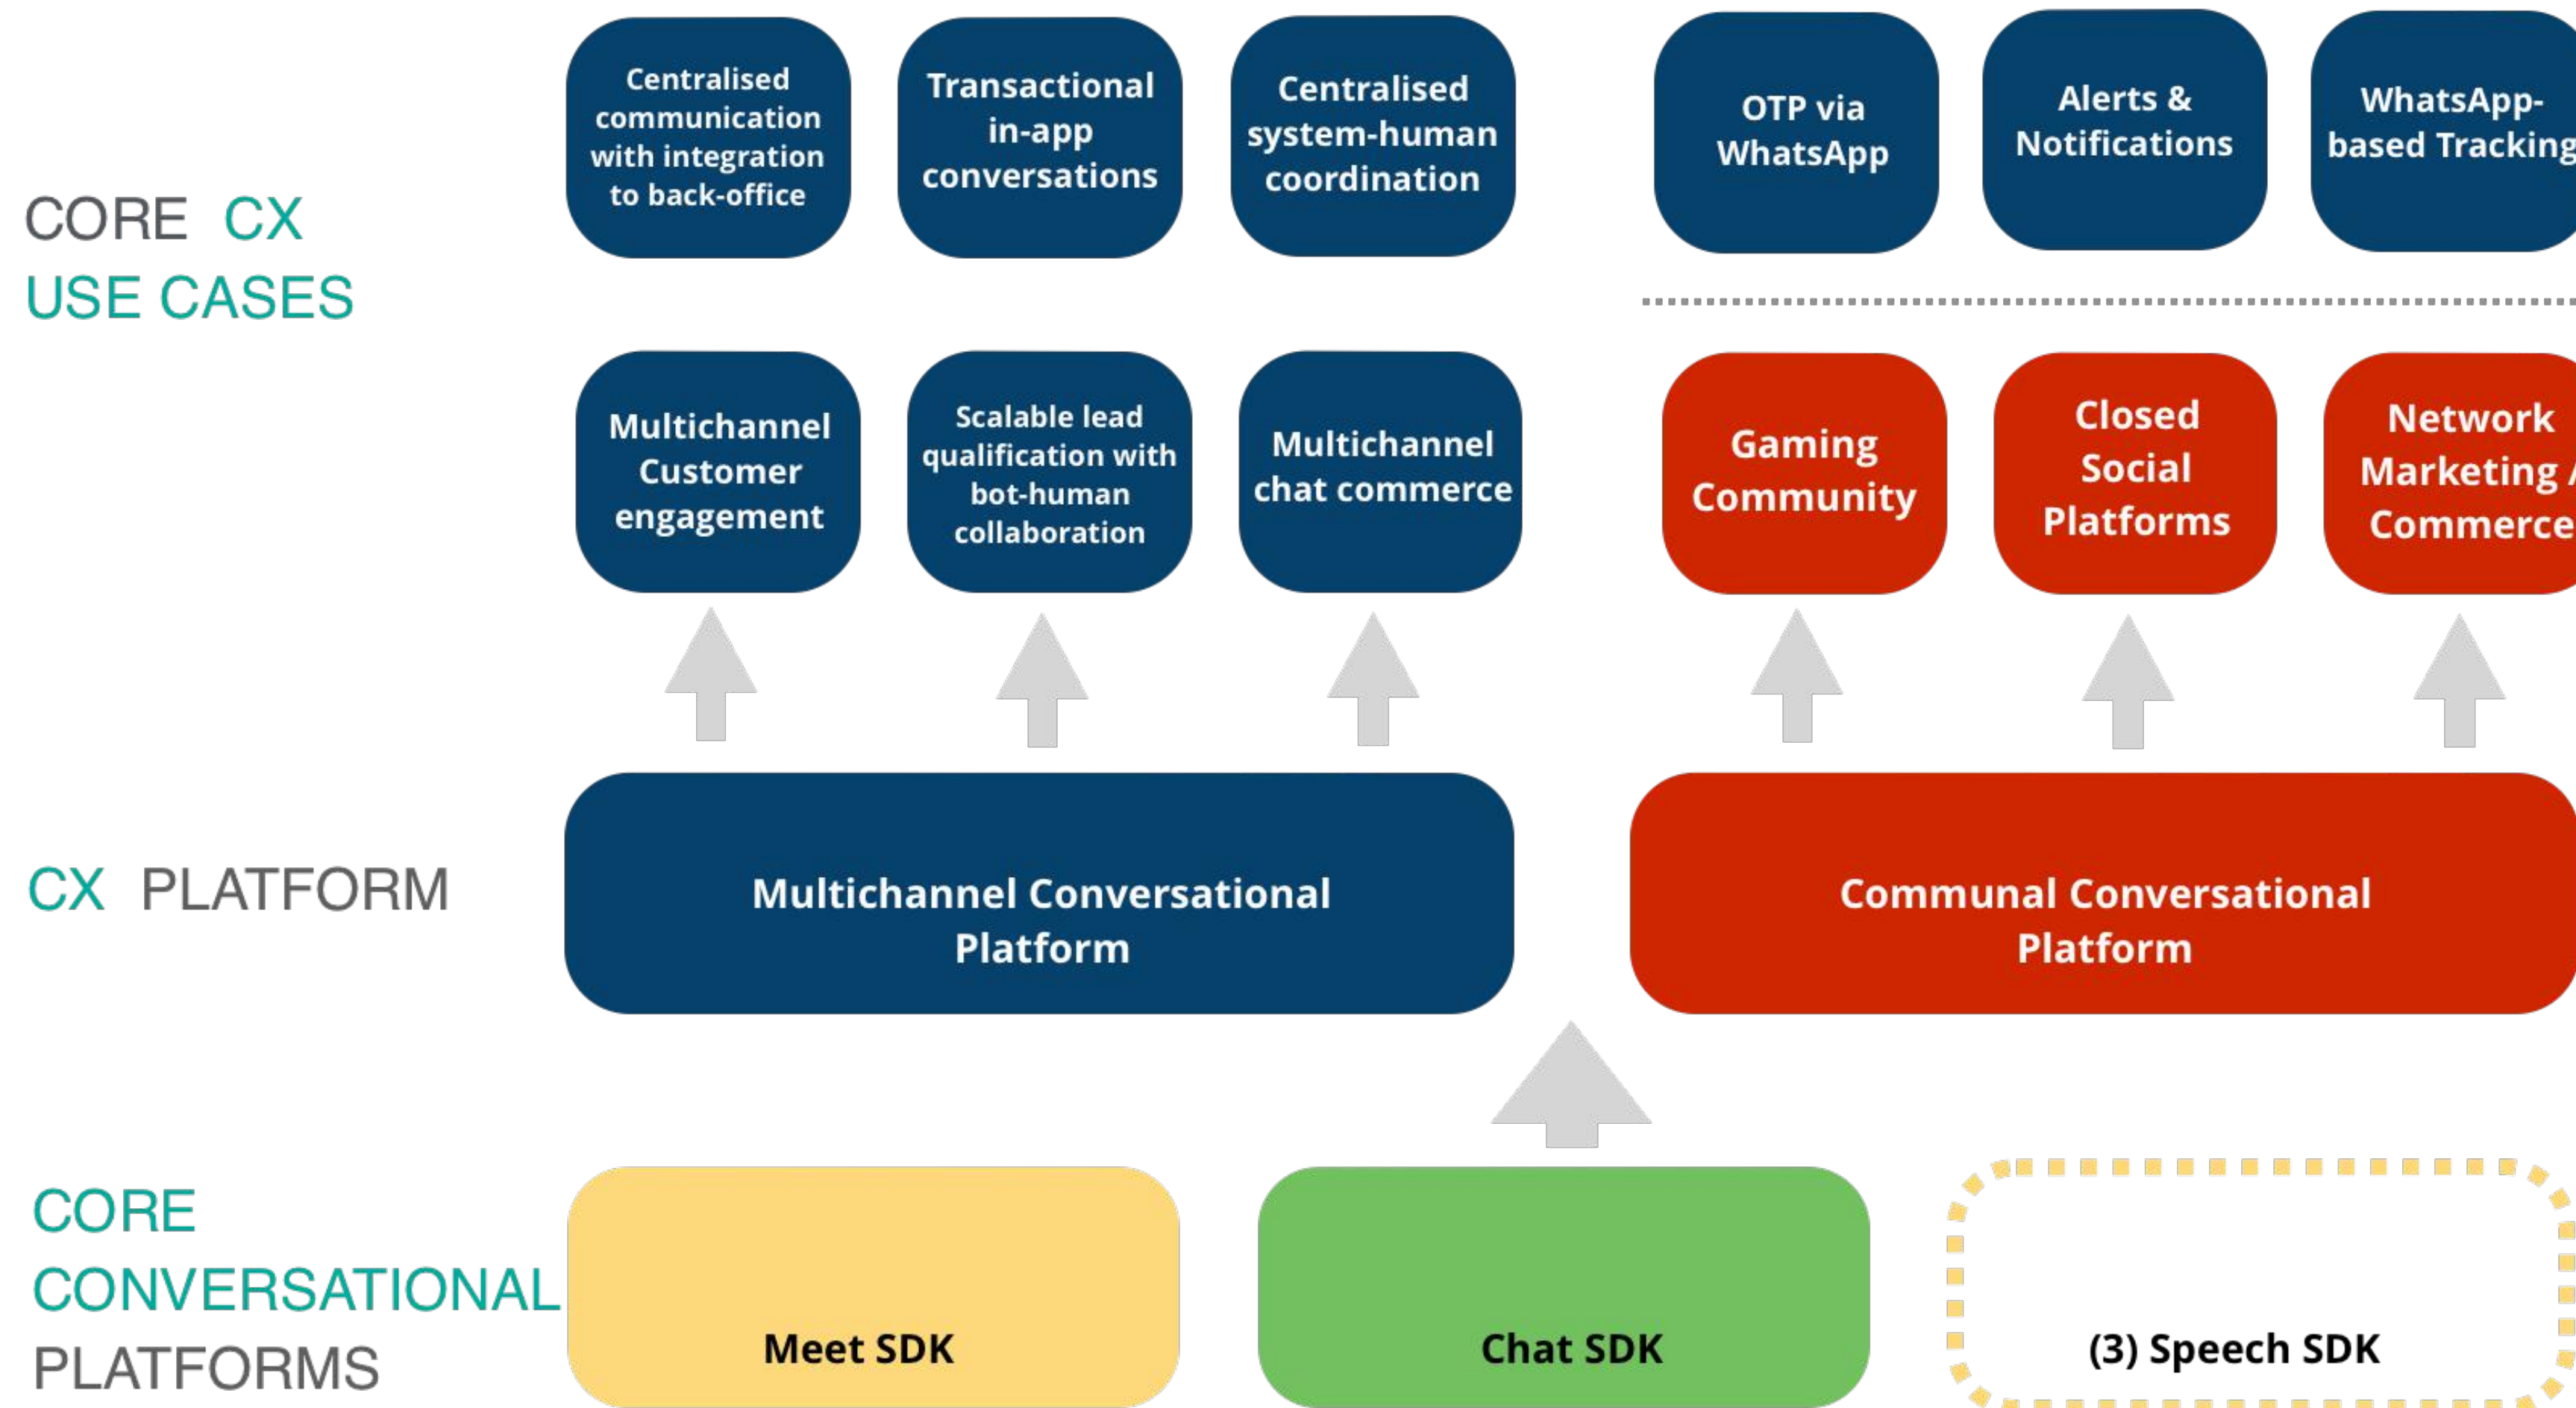 CORE CX
USE CASES
Centralised
communication
with integration
to back-office
Transactional
in-app
conversations
Centralised
system-human
coordination
OTP via
WhatsApp
Alerts &
Notifications
WhatsApp-
based Tracking
Multichannel
Customer
engagement
Scalable lead
qualification with
bot-human
collaboration
Multichannel
chat commerce
Gaming
Community
Closed
Social
Platforms
Network
Marketing /
Commerce
CX PLATFORM
Multichannel Conversational
Platform
Communal Conversational
Platform
CORE
CONVERSATIONAL
PLATFORMS
Meet SDK
Chat SDK
(3) Speech SDK